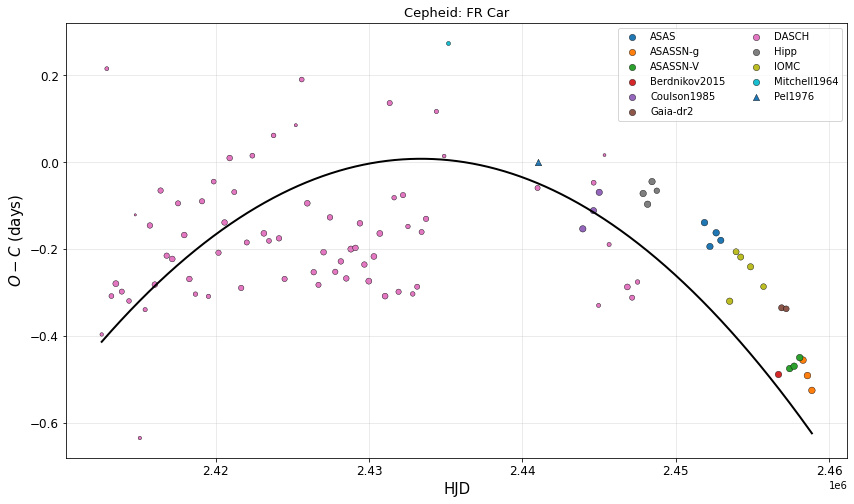 Cepheid: FR Car
ASAS
ASASSN-g
ASASSN-V
Berdnikov2015
Coulson1985
Gaia-dr2
DASCH
Hipp
IOMC
Mitchell1964
Pel1976
O − C (days)
0.2
0.0
−0.2
−0.4
−0.6
2.42
2.43
2.44
2.45
2.46
1e6
HJD